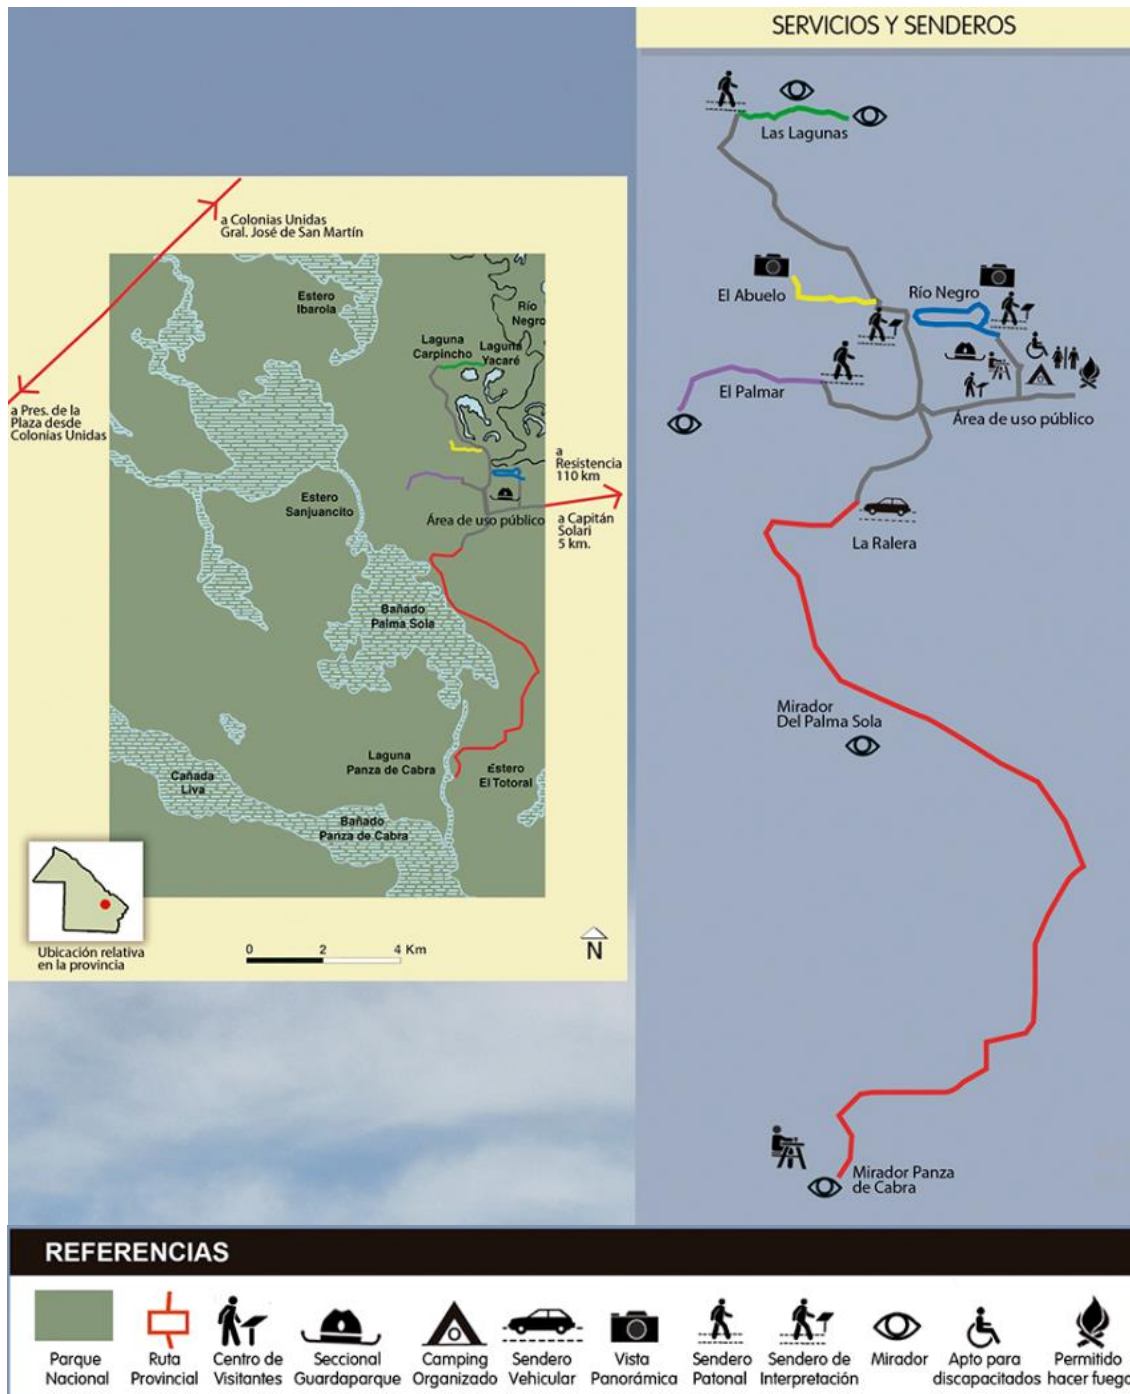 SERVICIOS Y SENDEROS
Las Lagunas
El Abuelo
Río Negro
El Palmar
Área de uso público
La Ralera
Mirador
Del Palma Sola
Mirador Panza
de Cabra
a Colonias Unidas
Gral. José de San Martín
Estero
Ibarola
Río
Negro
Laguna
Carpincho
Laguna
Yacaré
a Pres. de la
Plaza desde
Colonias Unidas
a
Resistencia
110 km
Estero
Sanjuancito
Área de uso público
a Capitán
Solari
5 km.
Bañado
Palma Sola
Laguna
Panza de Cabra
Estero
El Totoral
Cañada
Liva
Bañado
Panza de Cabra
Ubicación relativa
en la provincia
0 2 4 Km
N
REFERENCIAS
Parque
Nacional
Ruta
Provincial
Centro de
Visitantes
Seccional
Guardaparque
Camping
Organizado
Sendero
Vehicular
Vista
Panorámica
Sendero
Patonal
Sendero de
Interpretación
Mirador
Apto para
discapacitados
Permitido
hacer fuego